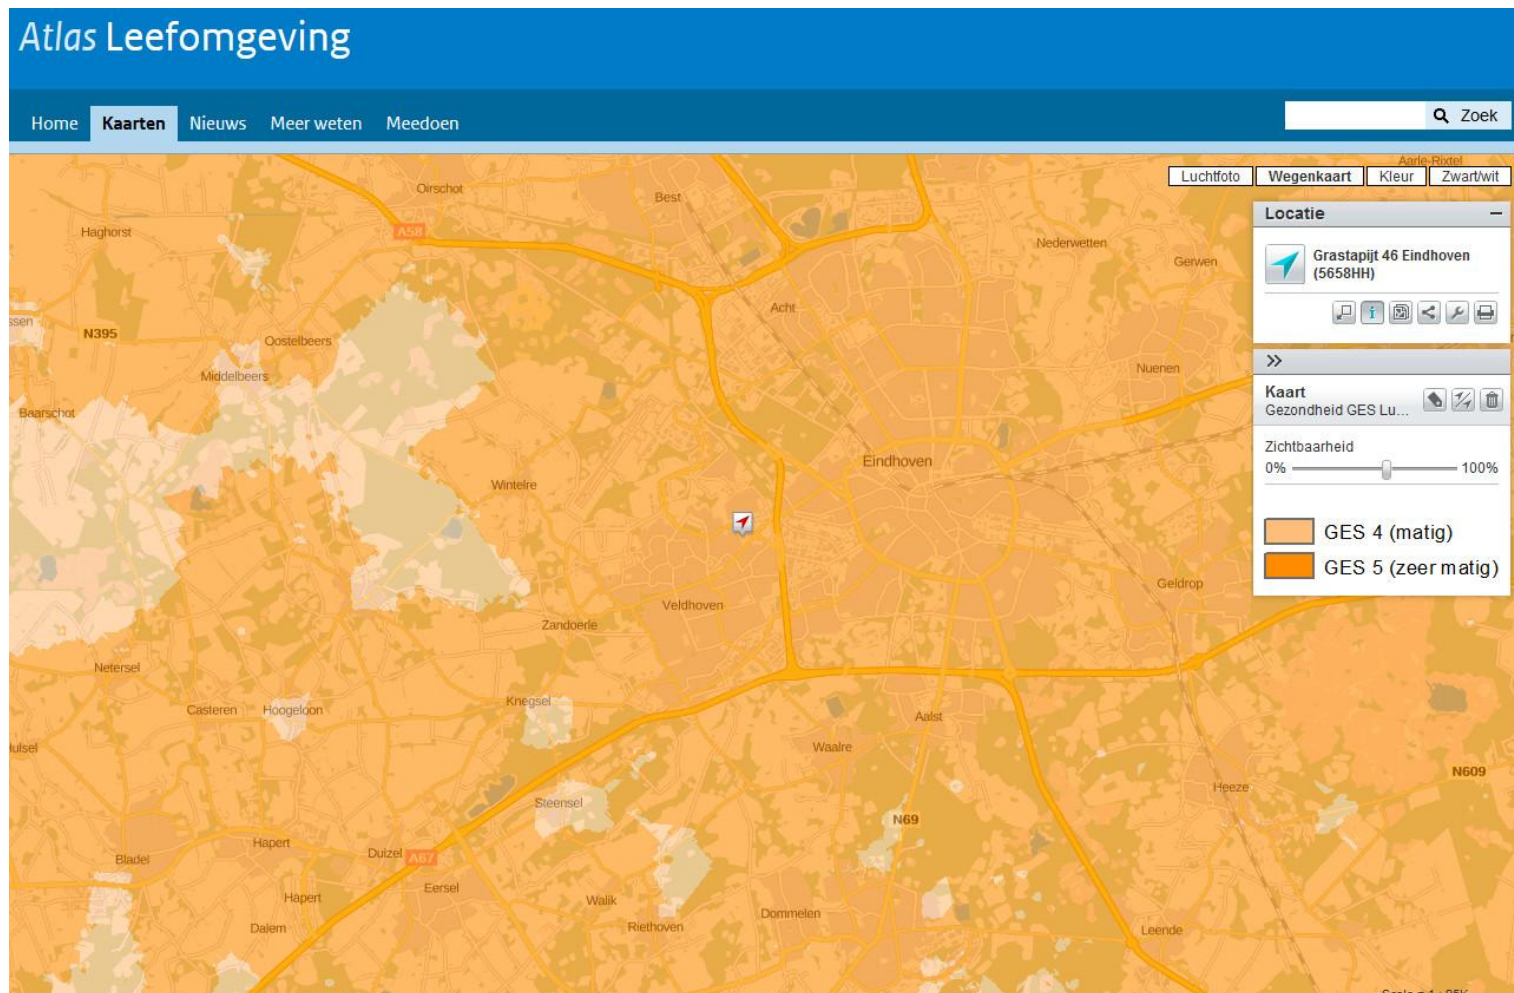 Atlas Leefomgeving
Home Kaarten Nieuws Meer weten Meedoen
Zoek
Aarle-Rixtel
Luchtfoto Wegenkaart Kleur Zwart/wit
Oirschot
Best
Locatie
Haghorst
A58
Nederwetten
Gerwen
Grastapijt 46 Eindhoven
(5658HH)
Acht
N395
Oostelbeers
Middelbeers
Nuenen
Kaart
Gezondheid GES Lu...
Baarschot
Zichtbaarheid
0% 100%
Eindhoven
Wintelre
GES 4 (matig)
GES 5 (zeer matig)
Geldrop
Veldhoven
Zandoerle
Netersel
Knegsel
Casteren Hoogeloon
Aalst
Waalre
N609
Heeze
Steensel
N69
Hapert
Duizel A67
Bladel
Eersel
Hapert
Walik
Dommelen
Riethoven
Dalem
Leende